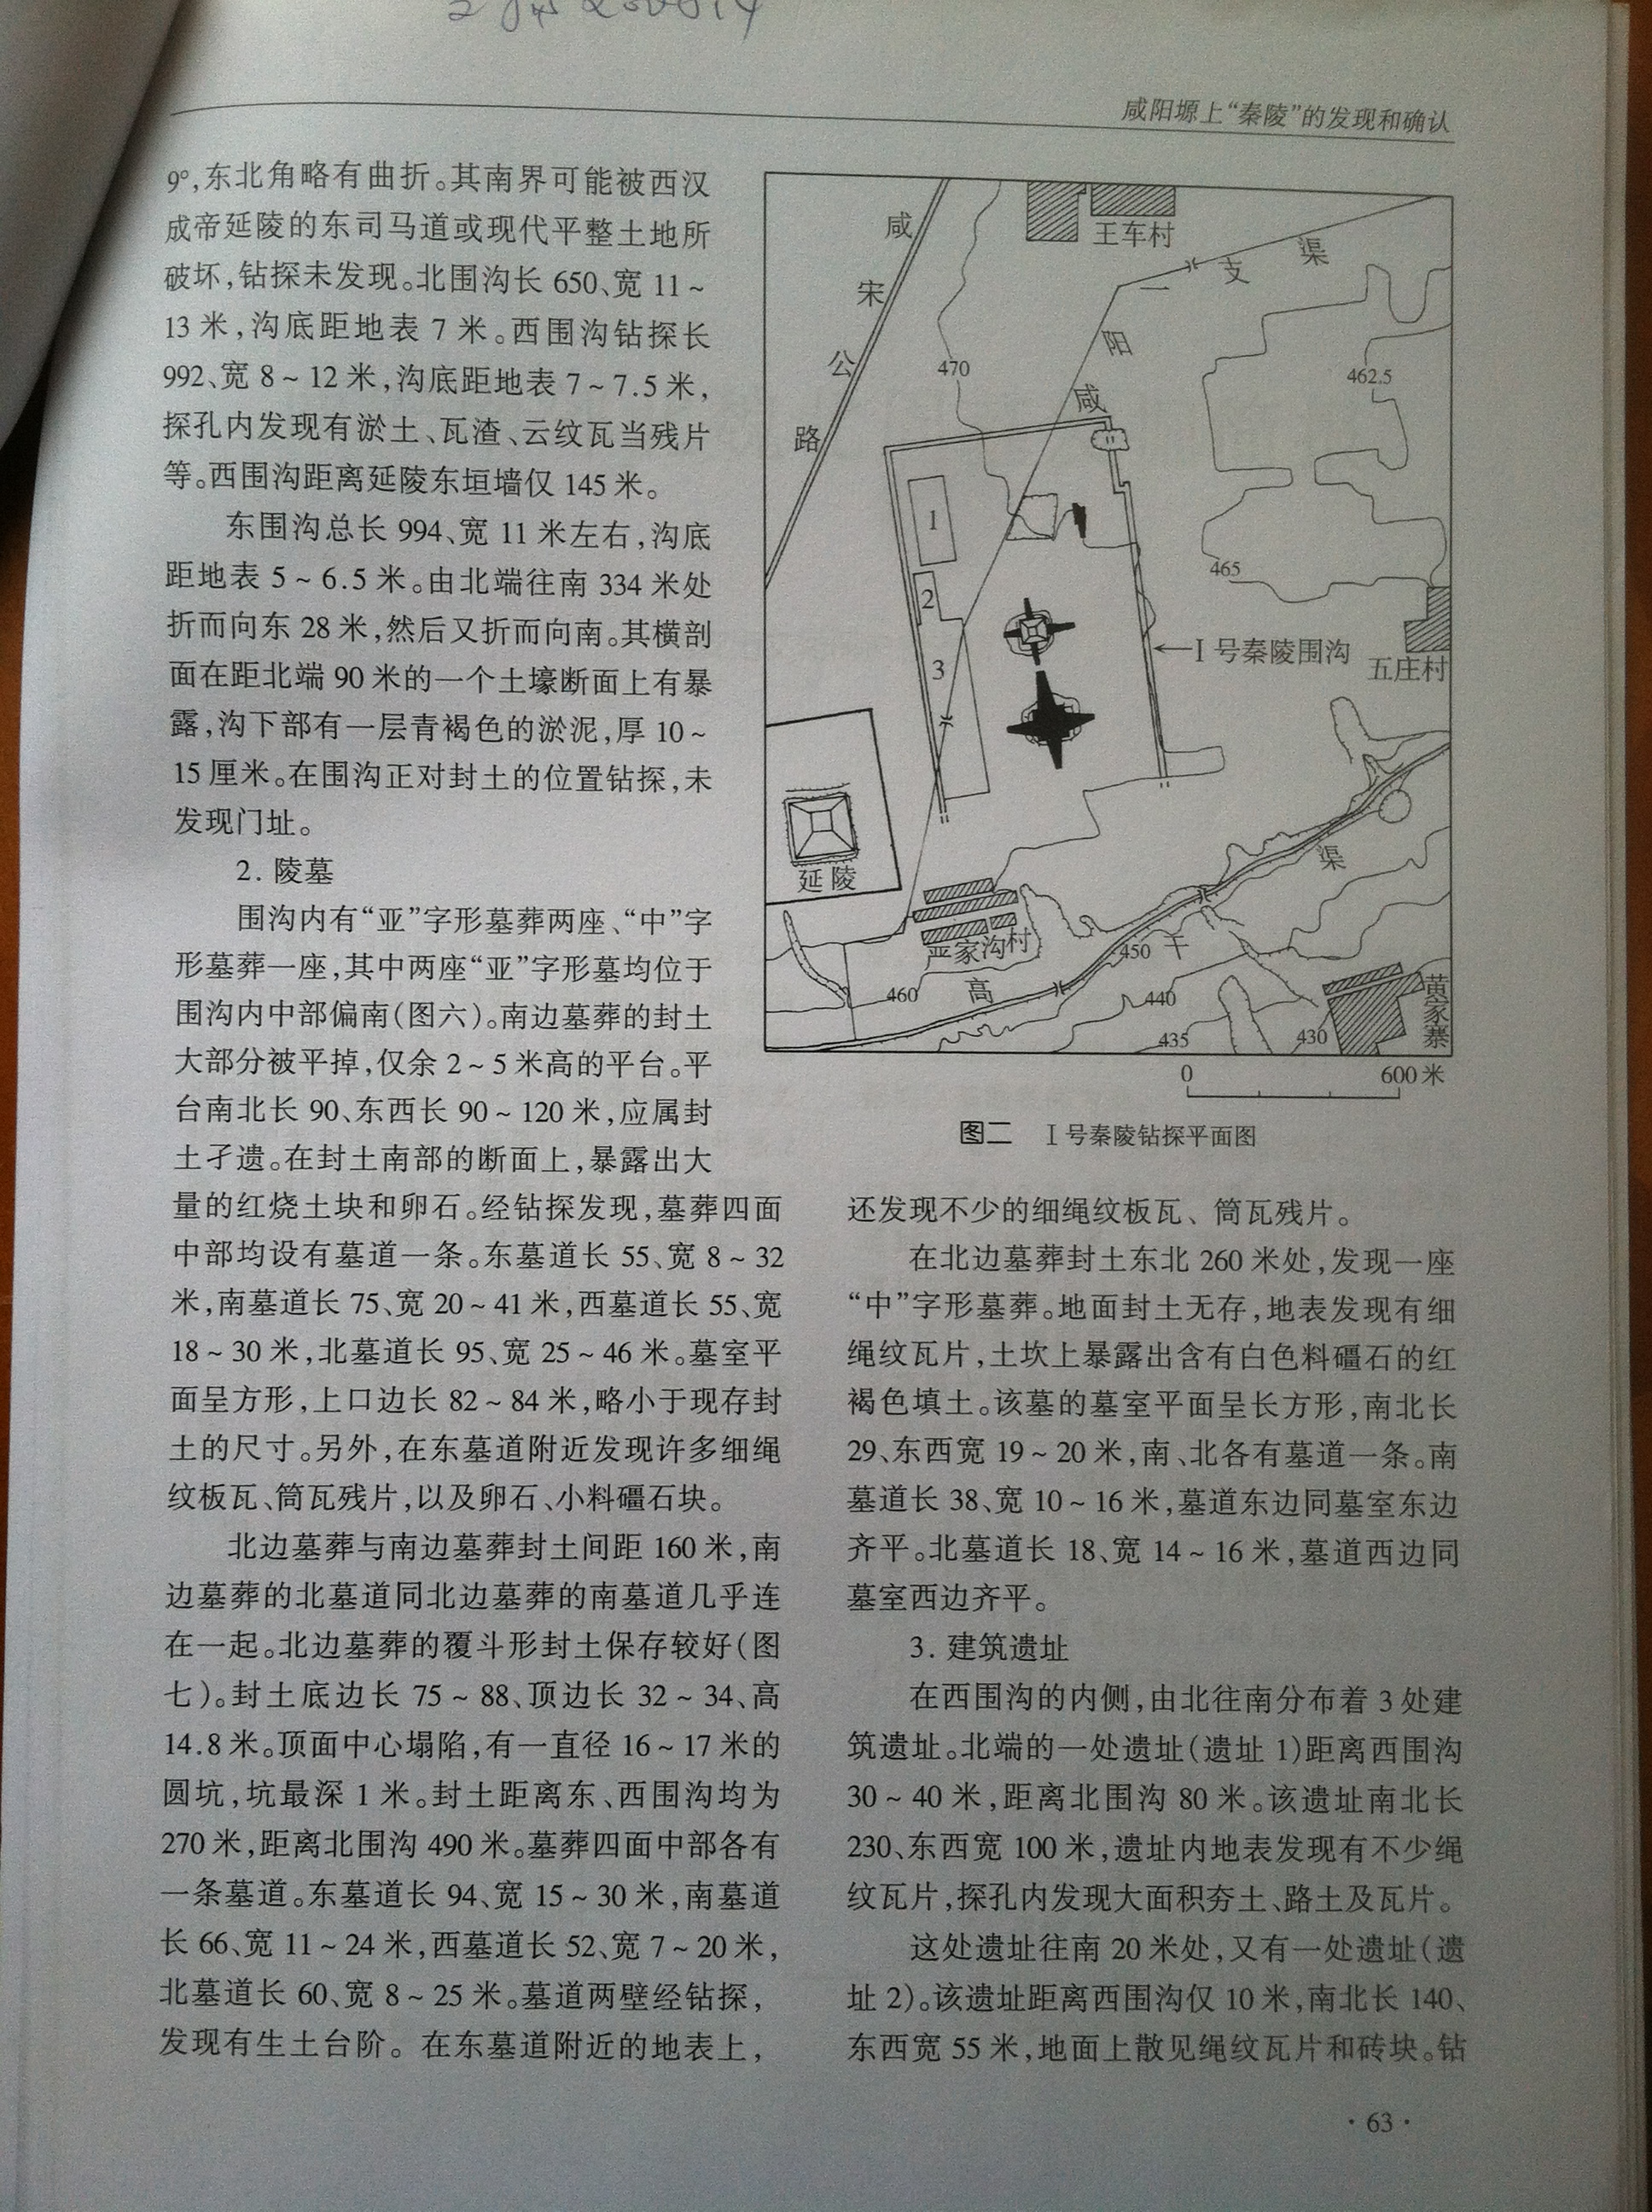 咸阳塬上“秦陵”的发现和确认
9°,东北角略有曲折。其南界可能被西汉
成帝延陵的东司马道或现代平整土地所
破坏,钻探未发现。北围沟长 650、宽 11~
13 米,沟底距地表 7 米。西围沟钻探长
992、宽 8~12 米,沟底距地表 7~7.5 米,
探孔内发现有淤土、瓦渣、云纹瓦当残片
等。西围沟距离延陵东垣墙仅 145 米。
东围沟总长 994、宽 11 米左右,沟底
距地表 5~6.5 米。由北端往南 334 米处
折而向东 28 米,然后又折而向南。其横剖
面在距北端 90 米的一个土壕断面上有暴
露,沟下部有一层青褐色的淤泥,厚 10~
15 厘米。在围沟正对封土的位置钻探,未
发现门址。
2. 陵墓
围沟内有“亚”字形墓葬两座、“中”字
形墓葬一座,其中两座“亚”字形墓均位于
围沟内中部偏南(图六)。南边墓葬的封土
大部分被平掉,仅余 2~5 米高的平台。平
台南北长 90、东西长 90~120 米,应属封
土孑遗。在封土南部的断面上,暴露出大
量的红烧土块和卵石。经钻探发现,墓葬四面
中部均设有墓道一条。东墓道长 55、宽 8~32
米,南墓道长 75、宽 20~41 米,西墓道长 55、宽
18~30 米,北墓道长 95、宽 25~46 米。墓室平
面呈方形,上口边长 82~84 米,略小于现存封
土的尺寸。另外,在东墓道附近发现许多细绳
纹板瓦、筒瓦残片,以及卵石、小料礓石块。
北边墓葬与南边墓葬封土间距 160 米,南
边墓葬的北墓道同北边墓葬的南墓道几乎连
在一起。北边墓葬的覆斗形封土保存较好(图
七)。封土底边长 75~88、顶边长 32~34、高
14.8 米。顶面中心塌陷,有一直径 16~17 米的
圆坑,坑最深 1 米。封土距离东、西围沟均为
270 米,距离北围沟 490 米。墓葬四面中部各有
一条墓道。东墓道长 94、宽 15~30 米,南墓道
长 66、宽 11~24 米,西墓道长 52、宽 7~20 米,
北墓道长 60、宽 8~25 米。墓道两壁经钻探,
发现有生土台阶。在东墓道附近的地表上,
咸
宋
公
路
王车村
渠
支
一
阳
咸
470
462.5
465
1
2
3
Ⅰ号秦陵围沟
五庄村
延陵
渠
严家沟村
450
干
460
高
440
435
430
黄家寨
0
600 米
图二 Ⅰ号秦陵钻探平面图
还发现不少的细绳纹板瓦、筒瓦残片。
在北边墓葬封土东北 260 米处,发现一座
“中”字形墓葬。地面封土无存,地表发现有细
绳纹瓦片,土坎上暴露出含有白色料礓石的红
褐色填土。该墓的墓室平面呈长方形,南北长
29、东西宽 19~20 米,南、北各有墓道一条。南
墓道长 38、宽 10~16 米,墓道东边同墓室东边
齐平。北墓道长 18、宽 14~16 米,墓道西边同
墓室西边齐平。
3. 建筑遗址
在西围沟的内侧,由北往南分布着 3 处建
筑遗址。北端的一处遗址(遗址 1)距离西围沟
30~40 米,距离北围沟 80 米。该遗址南北长
230、东西宽 100 米,遗址内地表发现有不少绳
纹瓦片,探孔内发现大面积夯土、路土及瓦片。
这处遗址往南 20 米处,又有一处遗址(遗
址 2)。该遗址距离西围沟仅 10 米,南北长 140、
东西宽 55 米,地面上散见绳纹瓦片和砖块。钻
·63·